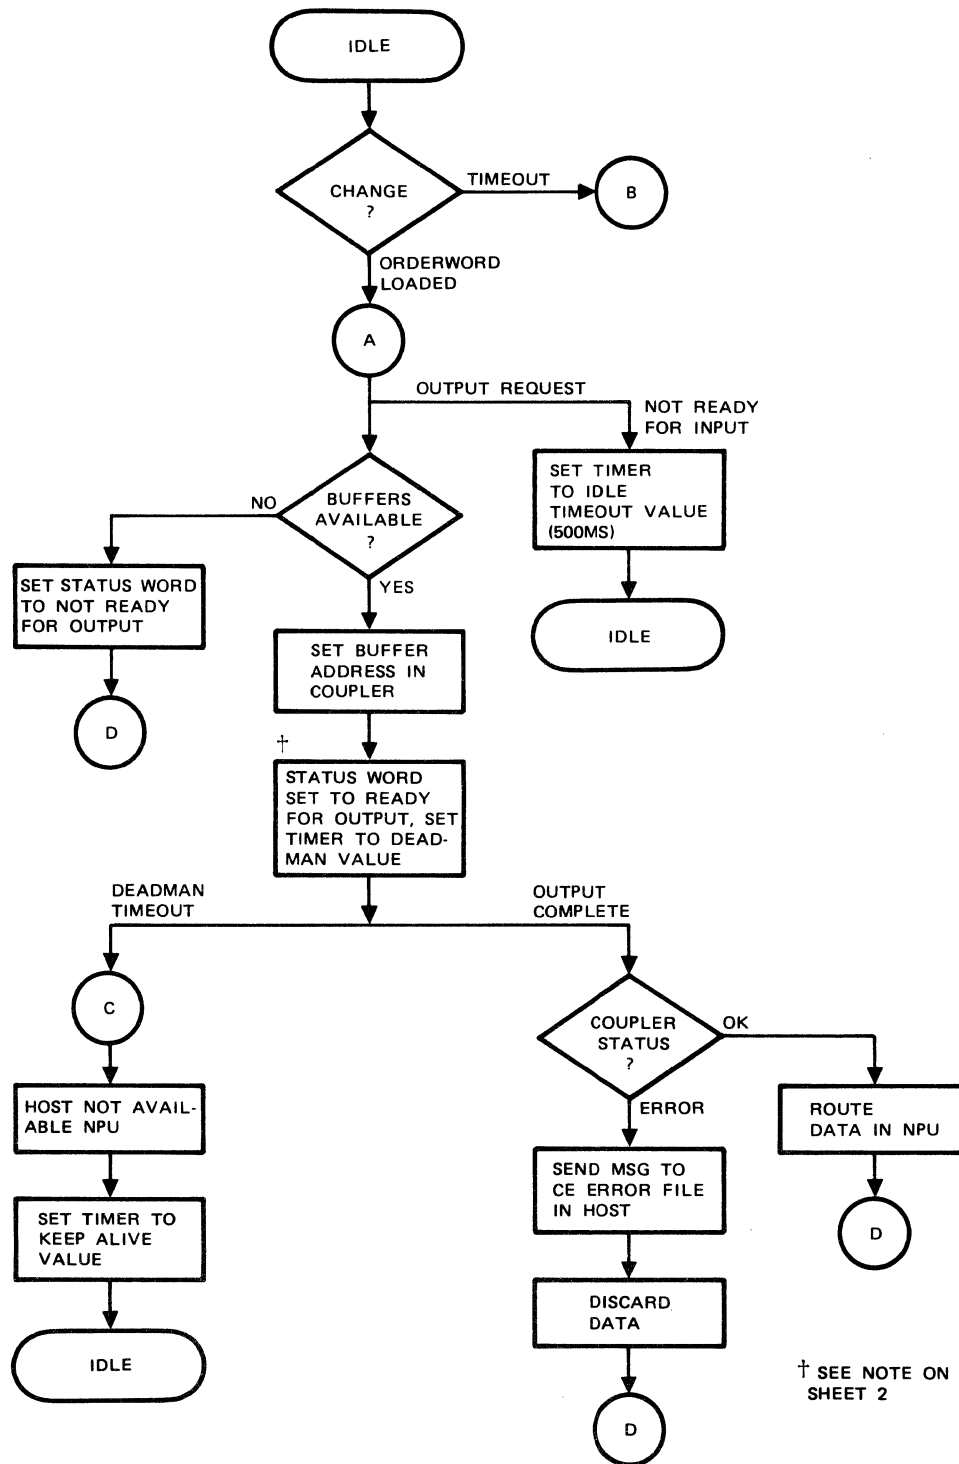 IDLE
CHANGE
?
TIMEOUT
B
ORDERWORD
LOADED
A
OUTPUT REQUEST
NOT READY
FOR INPUT
SET TIMER
TO IDLE
TIMEOUT VALUE
(500MS)
IDLE
BUFFERS
AVAILABLE
?
NO
SET STATUS WORD
TO NOT READY
FOR OUTPUT
D
YES
SET BUFFER
ADDRESS IN
COUPLER
†
STATUS WORD
SET TO READY
FOR OUTPUT, SET
TIMER TO DEAD-
MAN VALUE
DEADMAN
TIMEOUT
C
HOST NOT AVAIL-
ABLE NPU
SET TIMER TO
KEEP ALIVE
VALUE
IDLE
OUTPUT
COMPLETE
COUPLER
STATUS
?
OK
ROUTE
DATA IN NPU
D
ERROR
SEND MSG TO
CE ERROR FILE
IN HOST
DISCARD
DATA
D
† SEE NOTE ON
SHEET 2